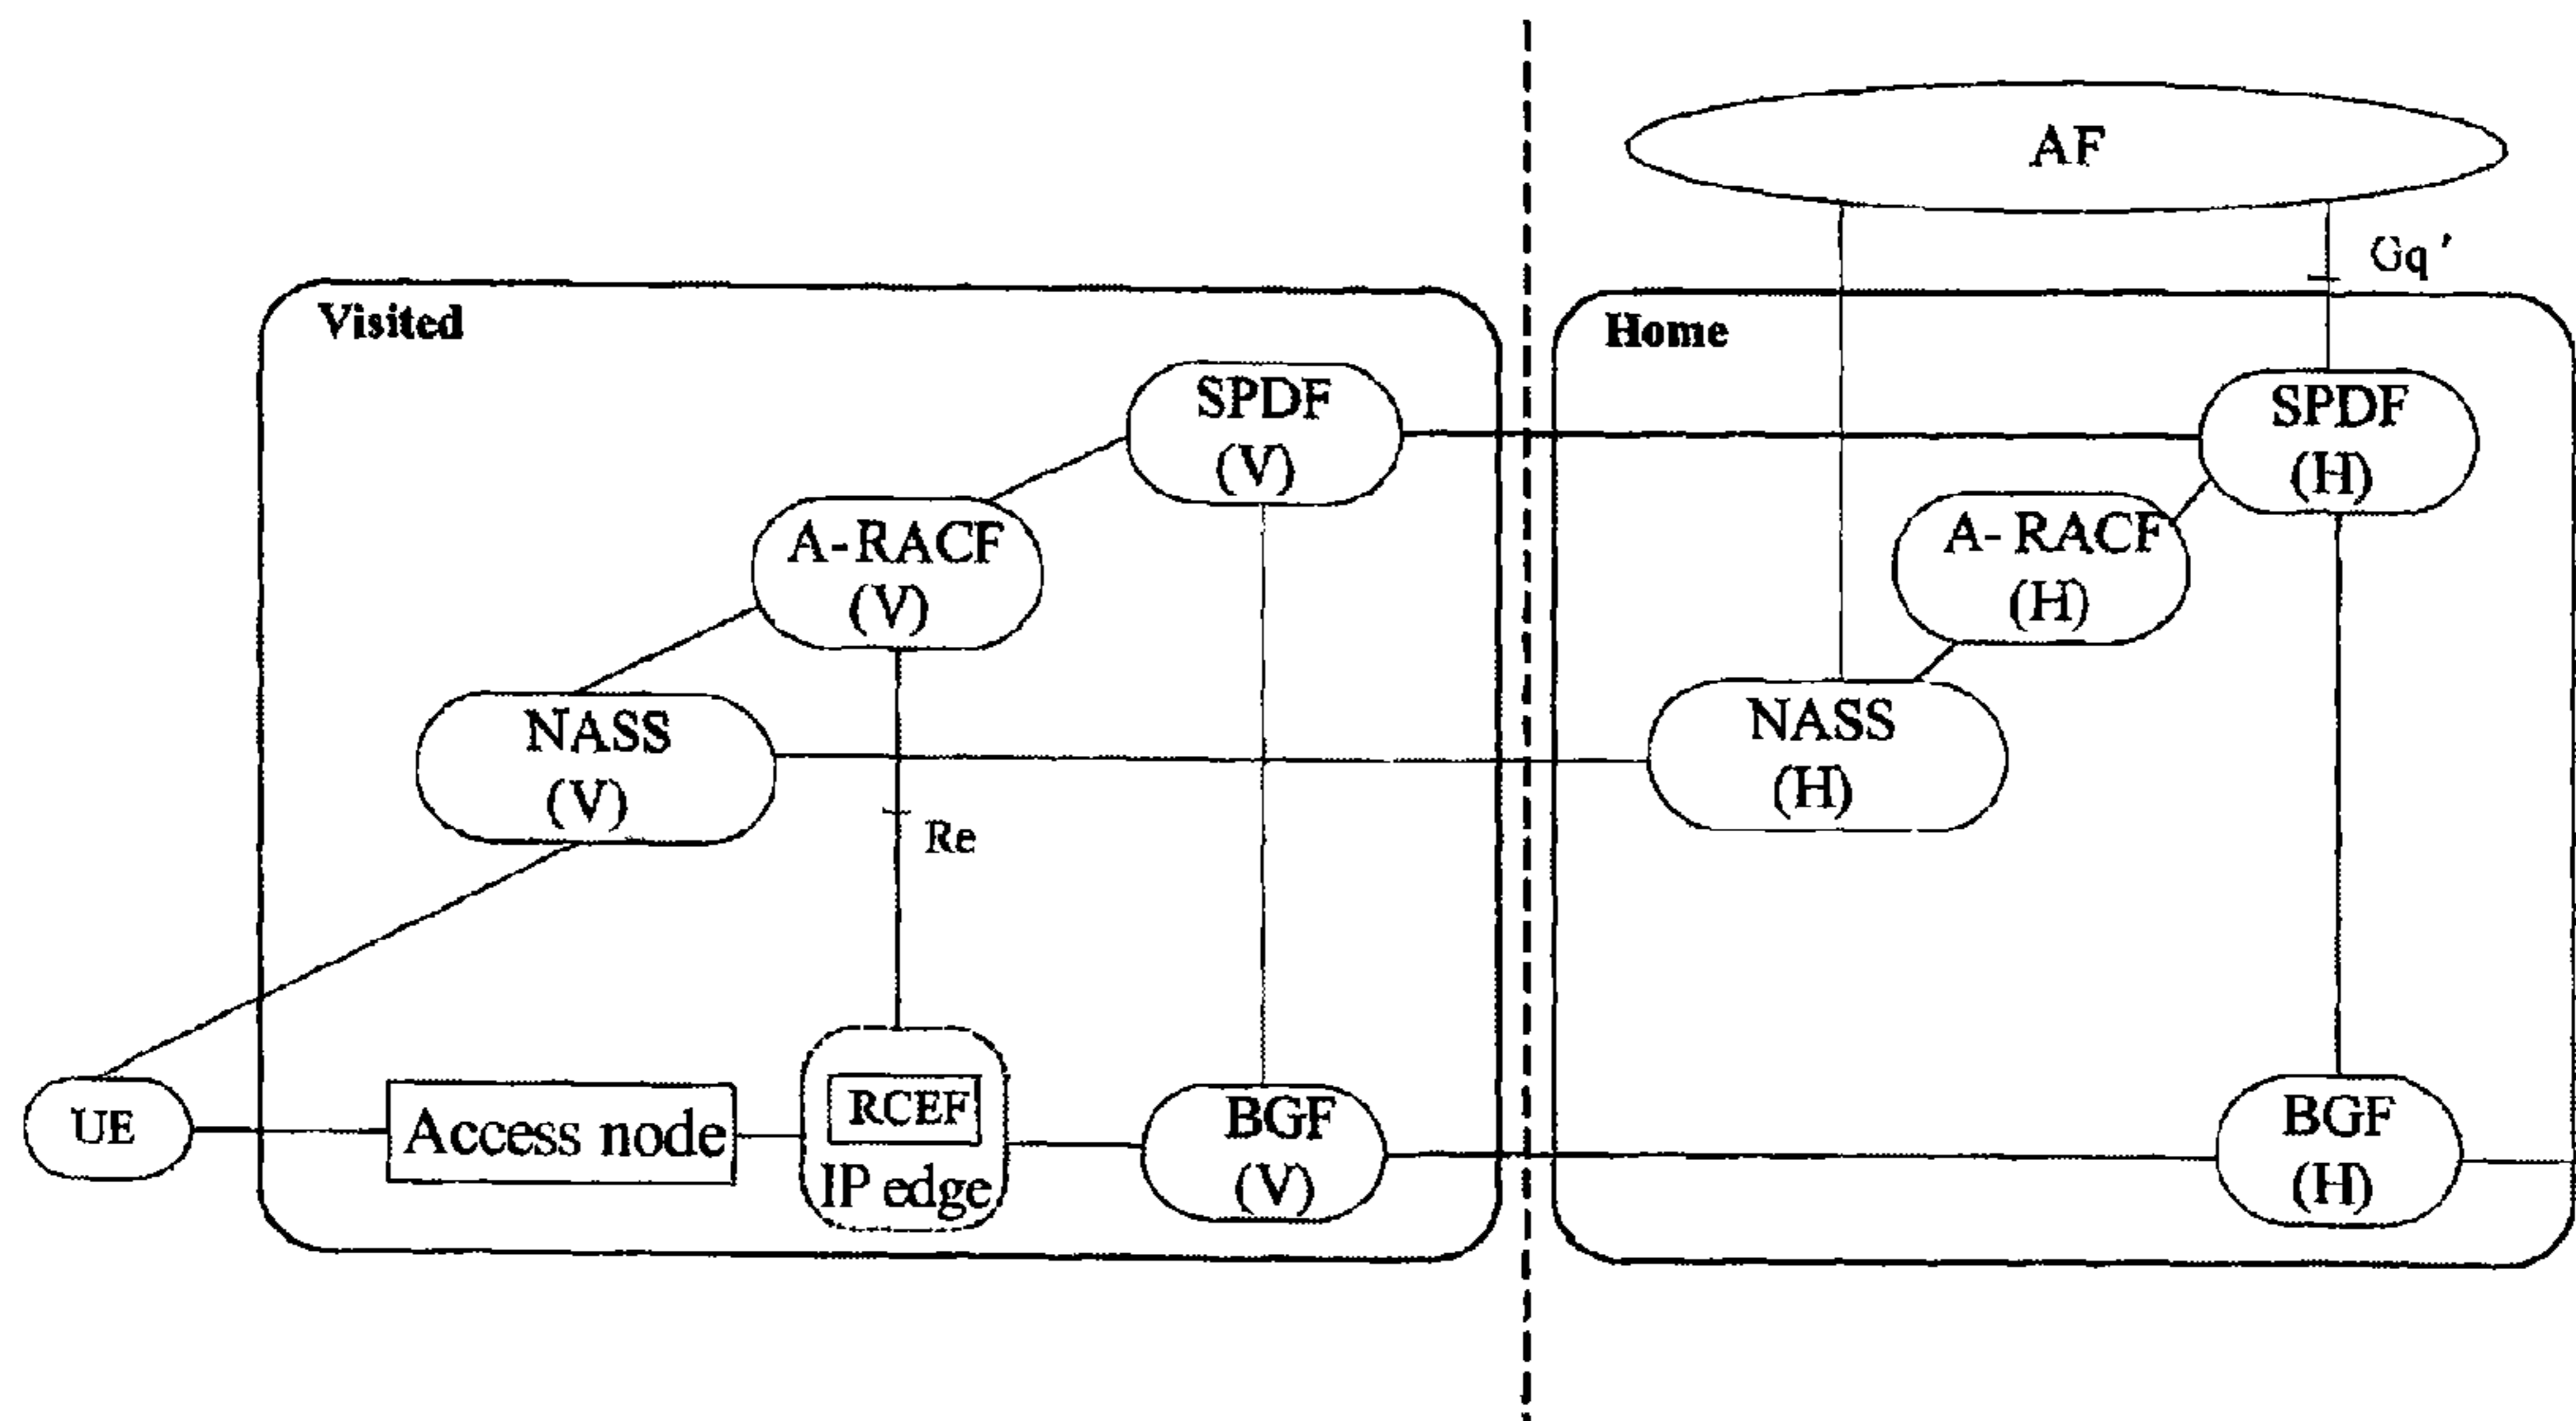 AF
Gq '
Visited
Home
SPDF
(V)
SPDF
(H)
A-RACF
(V)
A- RACF
(H)
NASS
(V)
NASS
(H)
Re
UE
Access node
RCEF
IP edge
BGF
(V)
BGF
(H)